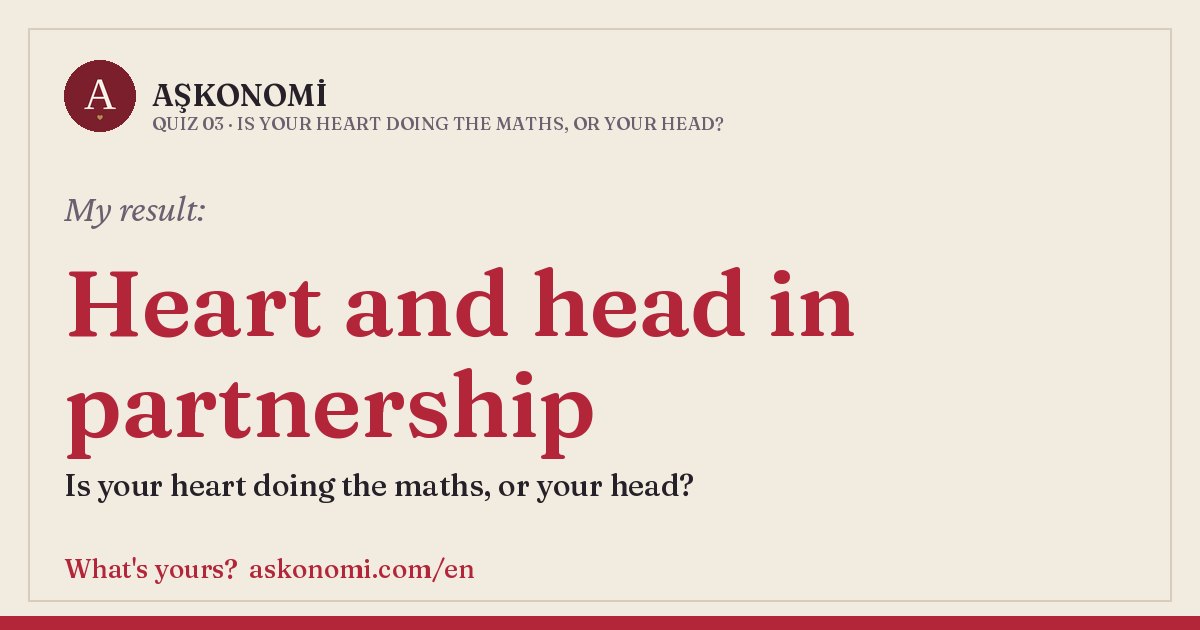 A
AŞKONOMİ
QUIZ 03 · IS YOUR HEART DOING THE MATHS, OR YOUR HEAD?
My result:
Heart and head in
partnership
Is your heart doing the maths, or your head?
What's yours? askonomi.com/en